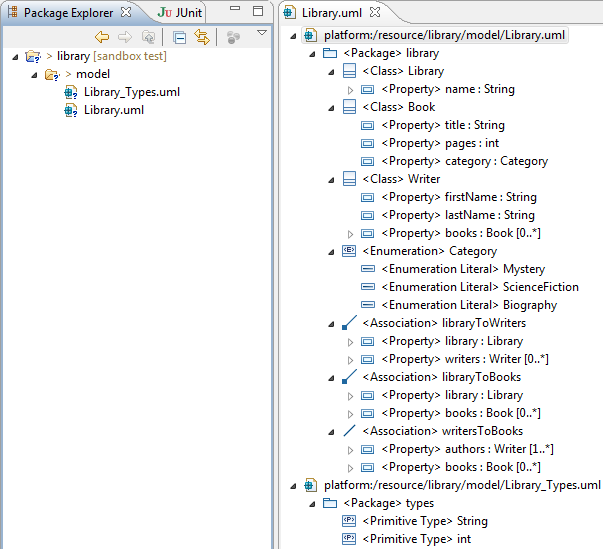 Package Explorer
JUnit
> library [sandbox test]
> model
Library_Types.uml
Library.uml
Library.uml
platform:/resource/library/model/Library.uml
<Package> library
<Class> Library
<Property> name : String
<Class> Book
<Property> title : String
<Property> pages : int
<Property> category : Category
<Class> Writer
<Property> firstName : String
<Property> lastName : String
<Property> books : Book [0..*]
<Enumeration> Category
<Enumeration Literal> Mystery
<Enumeration Literal> ScienceFiction
<Enumeration Literal> Biography
<Association> libraryToWriters
<Property> library : Library
<Property> writers : Writer [0..*]
<Association> libraryToBooks
<Property> library : Library
<Property> books : Book [0..*]
<Association> writersToBooks
<Property> authors : Writer [1..*]
<Property> books : Book [0..*]
platform:/resource/library/model/Library_Types.uml
<Package> types
<Primitive Type> String
<Primitive Type> int